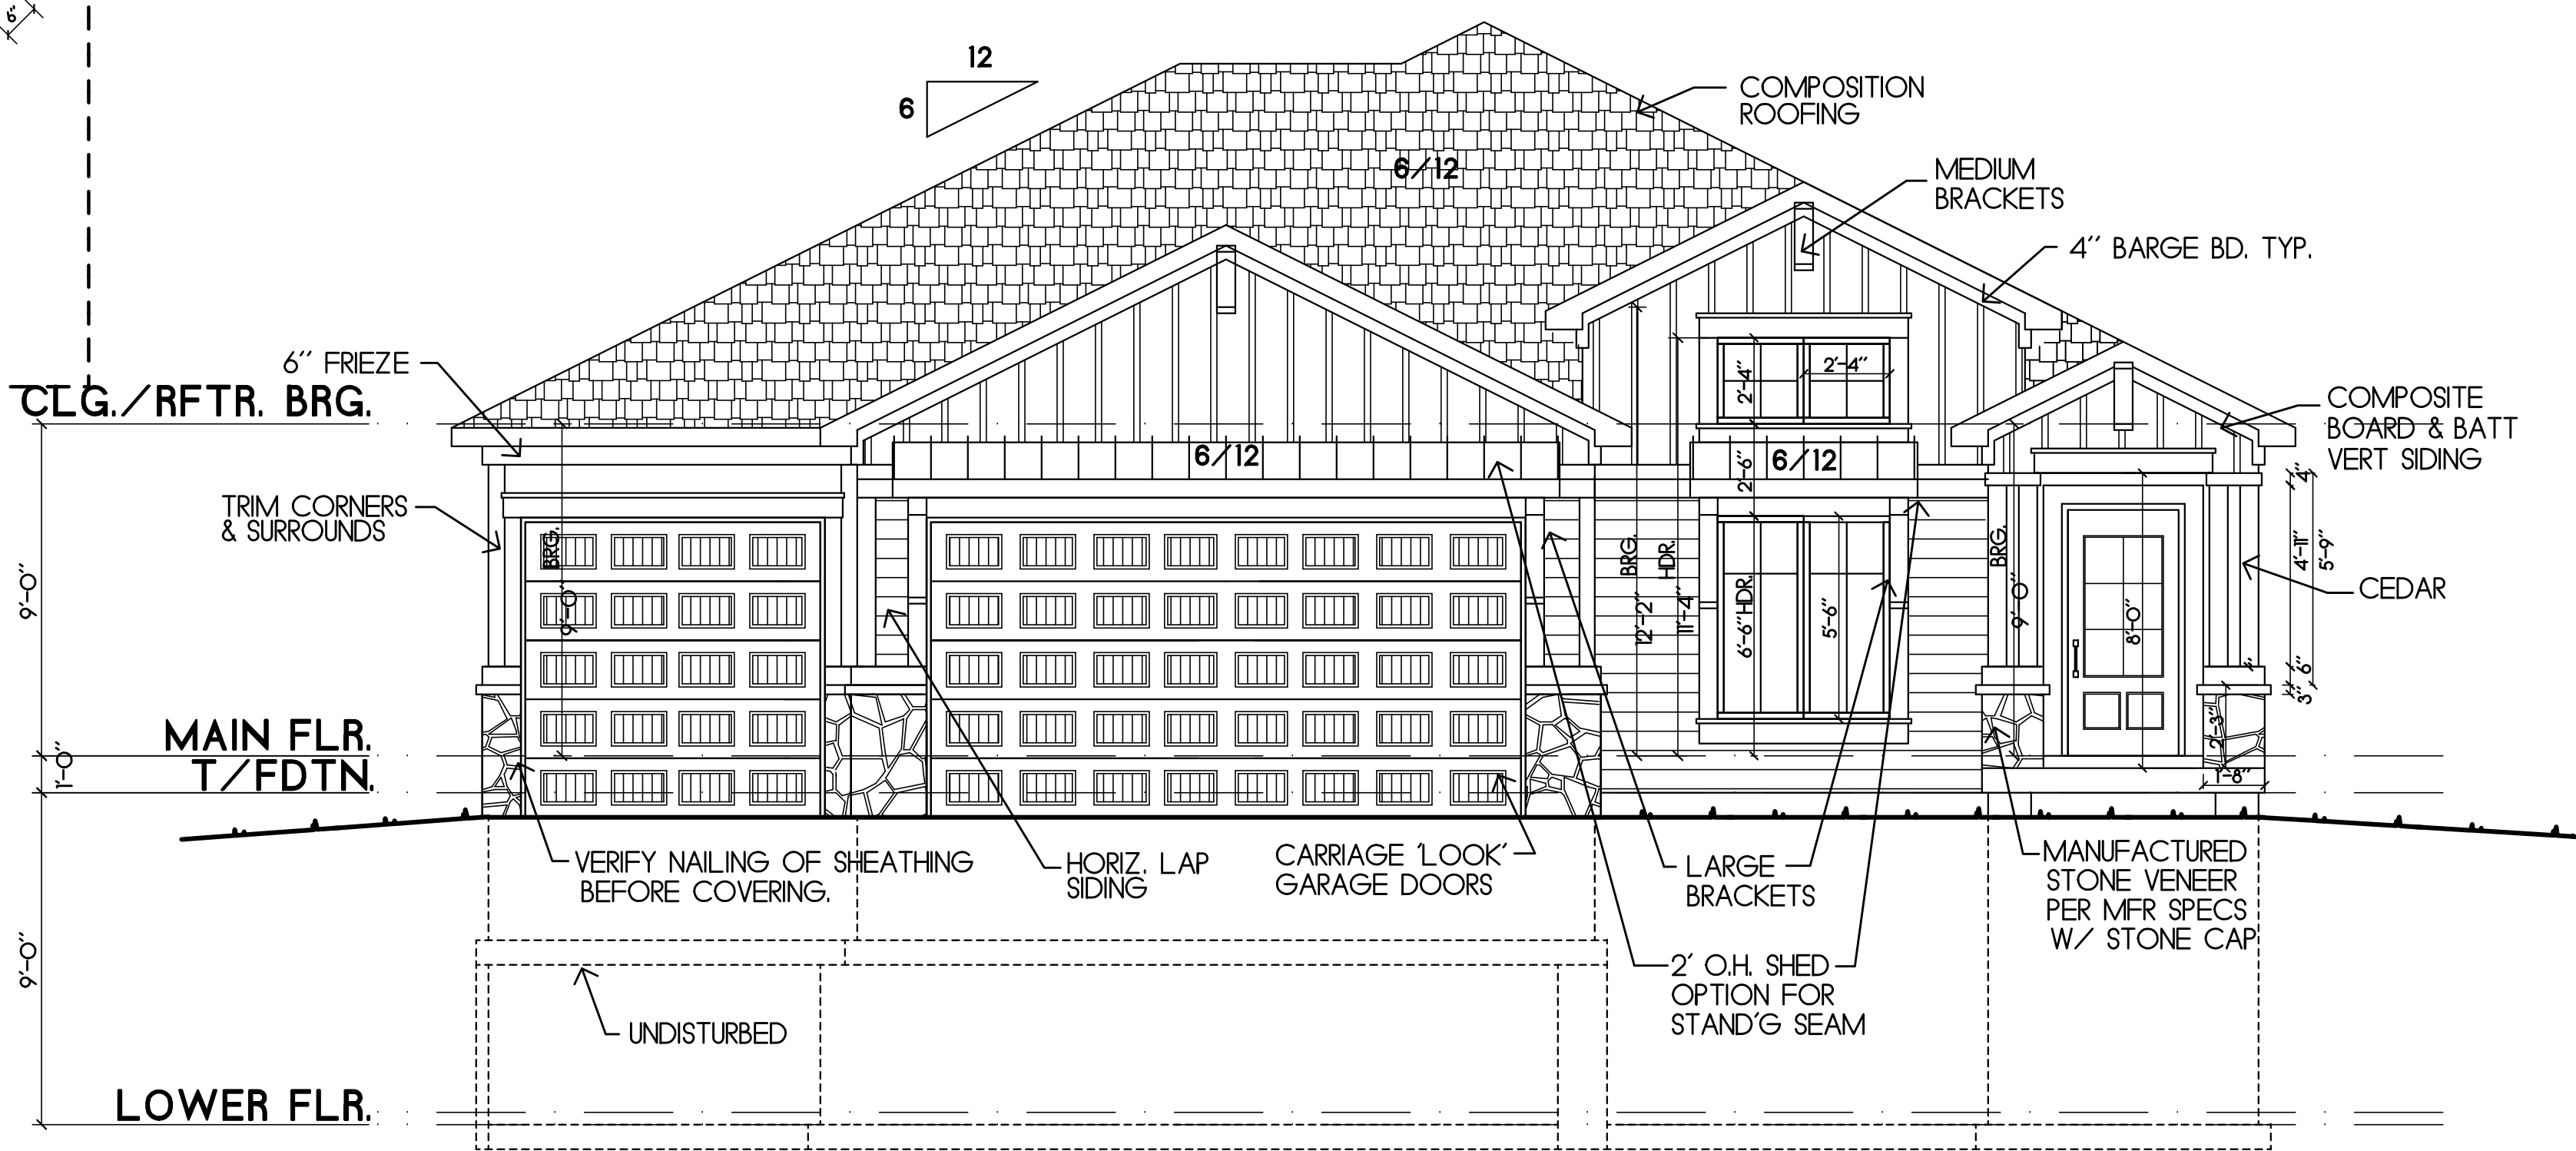 6"
12
6
COMPOSITION
ROOFING
6/12
MEDIUM
BRACKETS
4" BARGE BD. TYP.
6" FRIEZE
CLG./RFTR. BRG.
2'-4"
2'-4"
COMPOSITE
BOARD & BATT
VERT SIDING
6/12
6/12
2'-6"
TRIM CORNERS
& SURROUNDS
4"
4'-11"
5'-9"
BRG.
9'-0"
BRG.
12'-2"
HDR.
11'-4"
6'-6" HDR.
5'-6"
BRG.
9'-0"
8'-0"
CEDAR
9'-0"
1"
6"
3"
2'-3"
1'-8"
MAIN FLR.
T/FDTN.
1'-0"
VERIFY NAILING OF SHEATHING
BEFORE COVERING.
HORIZ. LAP
SIDING
CARRIAGE 'LOOK'
GARAGE DOORS
LARGE
BRACKETS
MANUFACTURED
STONE VENEER
PER MFR SPECS
W/ STONE CAP
2' O.H. SHED
OPTION FOR
STAND'G SEAM
9'-0"
UNDISTURBED
LOWER FLR.